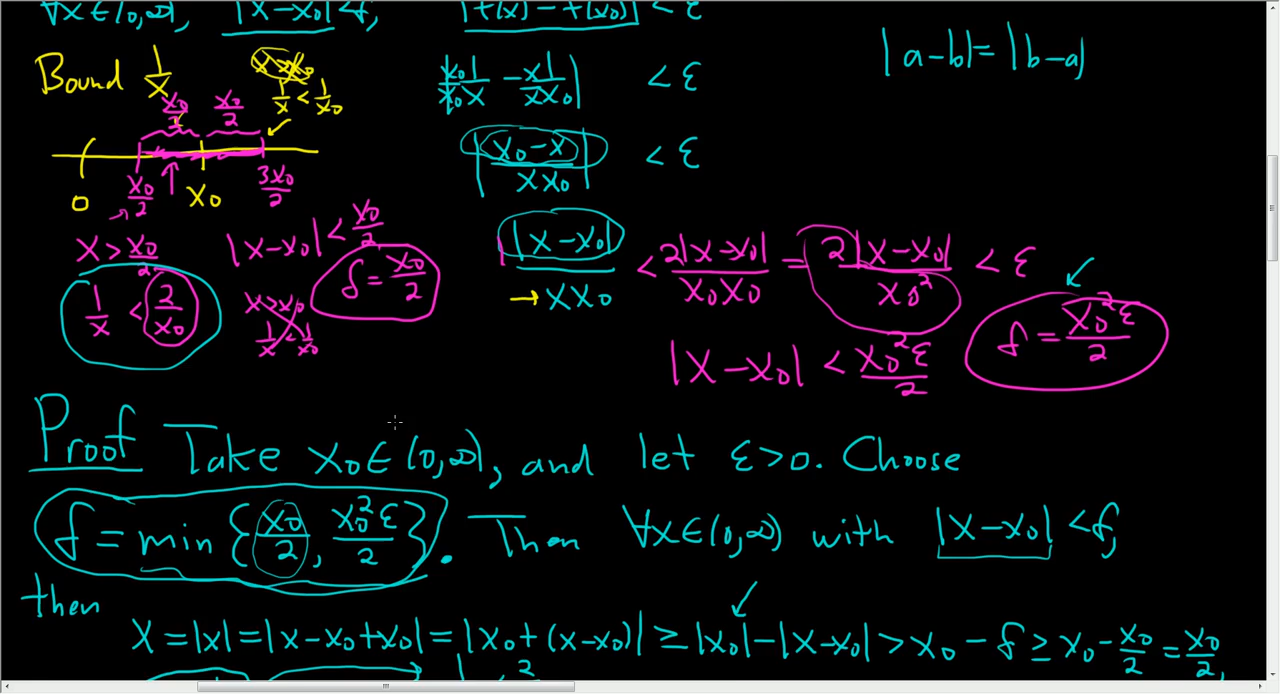 ∀x∈(0,∞), |x-x₀|<δ, |f(x)-f(x₀)|<ε
Bound 1/x
1/x < 1/x₀
x₀/2 x₀/2
0 x₀/2 x₀ 3x₀/2
x > x₀/2
1/x < 2/x₀
|x-x₀| < x₀/2
δ = x₀/2
x>x₀
1/x < 1/x₀
|x₀1/x₀x - x1/xx₀| < ε
|x₀-x/xx₀| < ε
|x-x₀|/xx₀ < 2|x-x₀|/x₀x₀ = 2|x-x₀|/x₀² < ε
|x-x₀| < x₀²ε/2
δ = x₀²ε/2
|a-b|=|b-a|
Proof Take x₀∈(0,∞), and let ε>0. Choose
δ = min {x₀/2, x₀²ε/2}. Then ∀x∈(0,∞) with |x-x₀|<δ,
then
X = |x| = |x-x₀+x₀| = |x₀+(x-x₀)| ≥ |x₀|-|x-x₀| > x₀-δ ≥ x₀-x₀/2 = x₀/2,